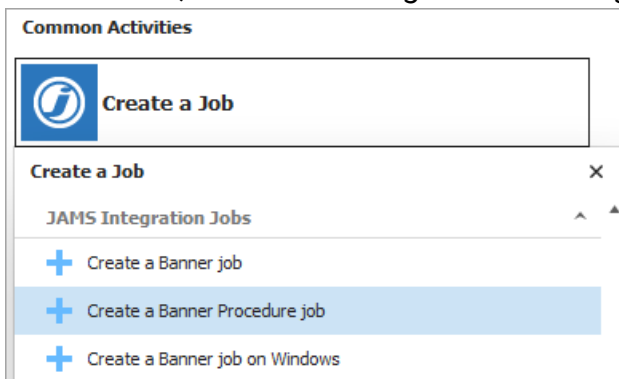 Common Activities
Create a Job
Create a Job
JAMS Integration Jobs
Create a Banner job
Create a Banner Procedure job
Create a Banner job on Windows